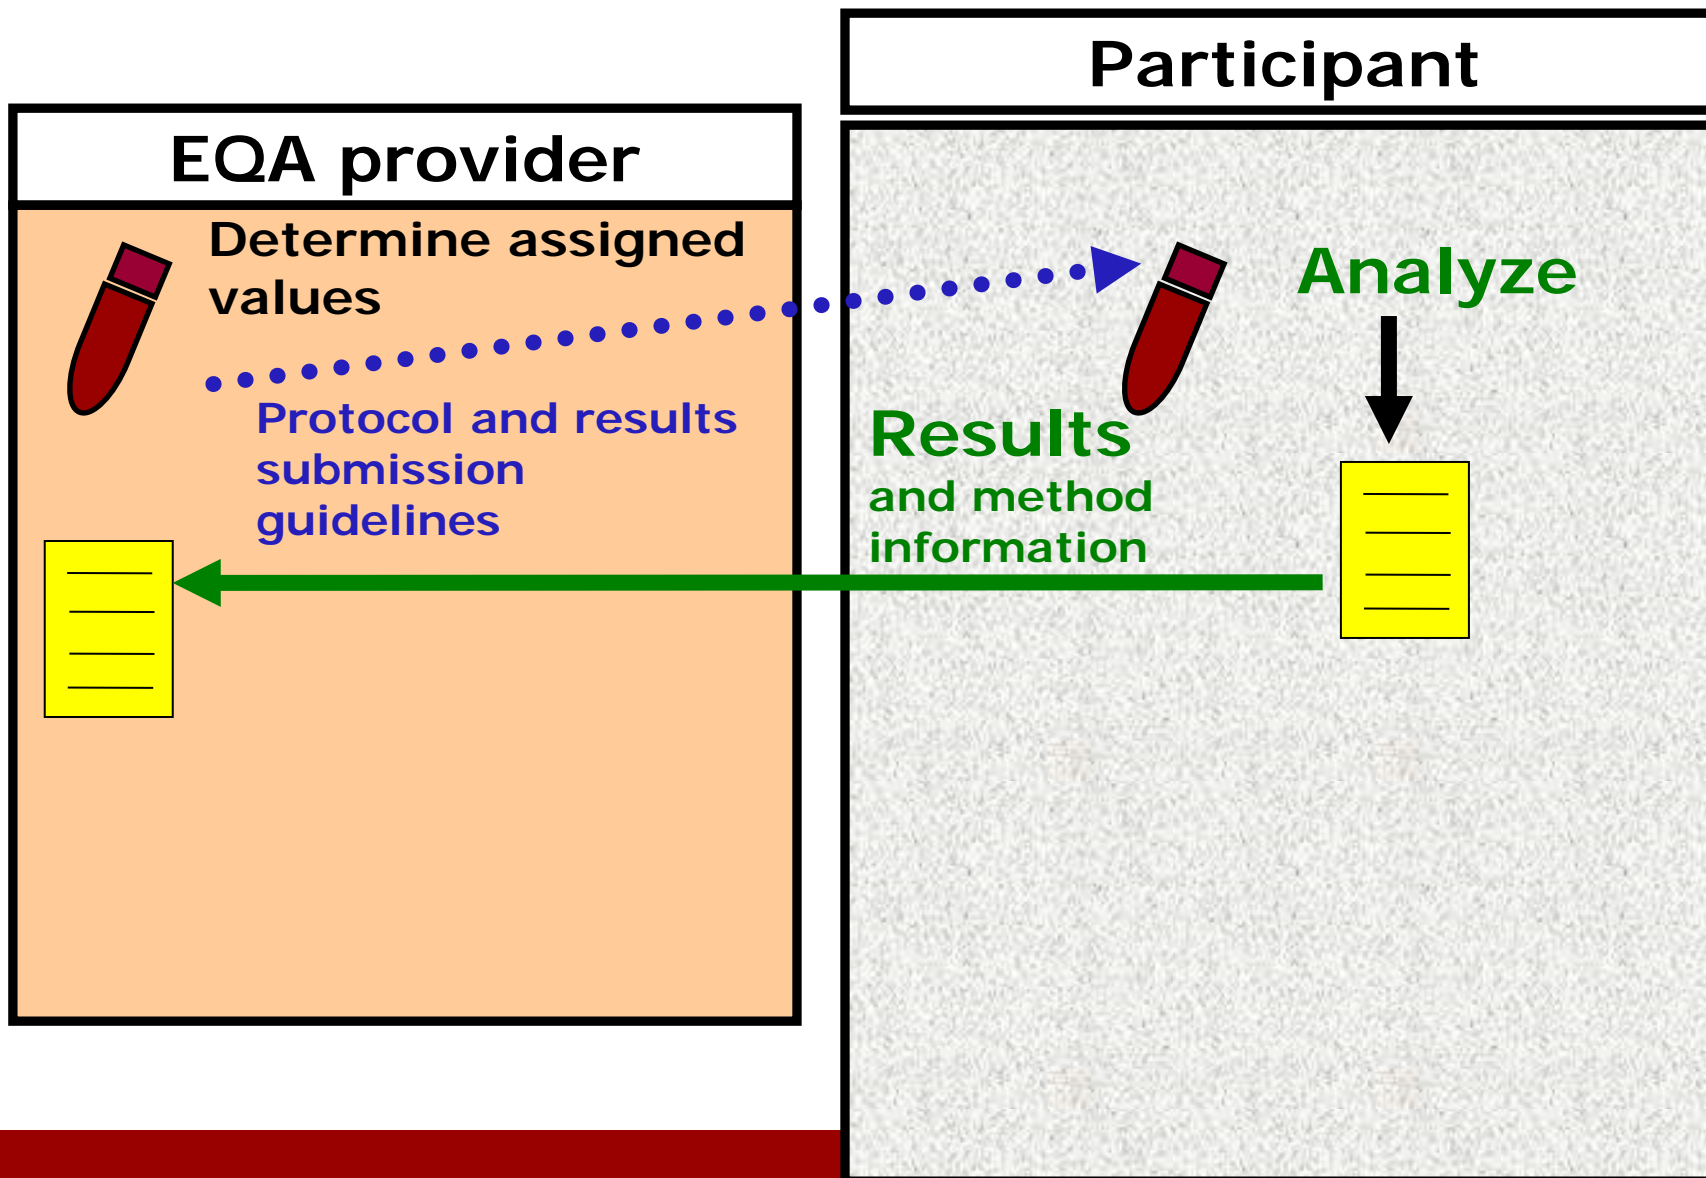 Participant
EQA provider
Determine assigned
values
Protocol and results
submission
guidelines
Analyze
Results
and method
information